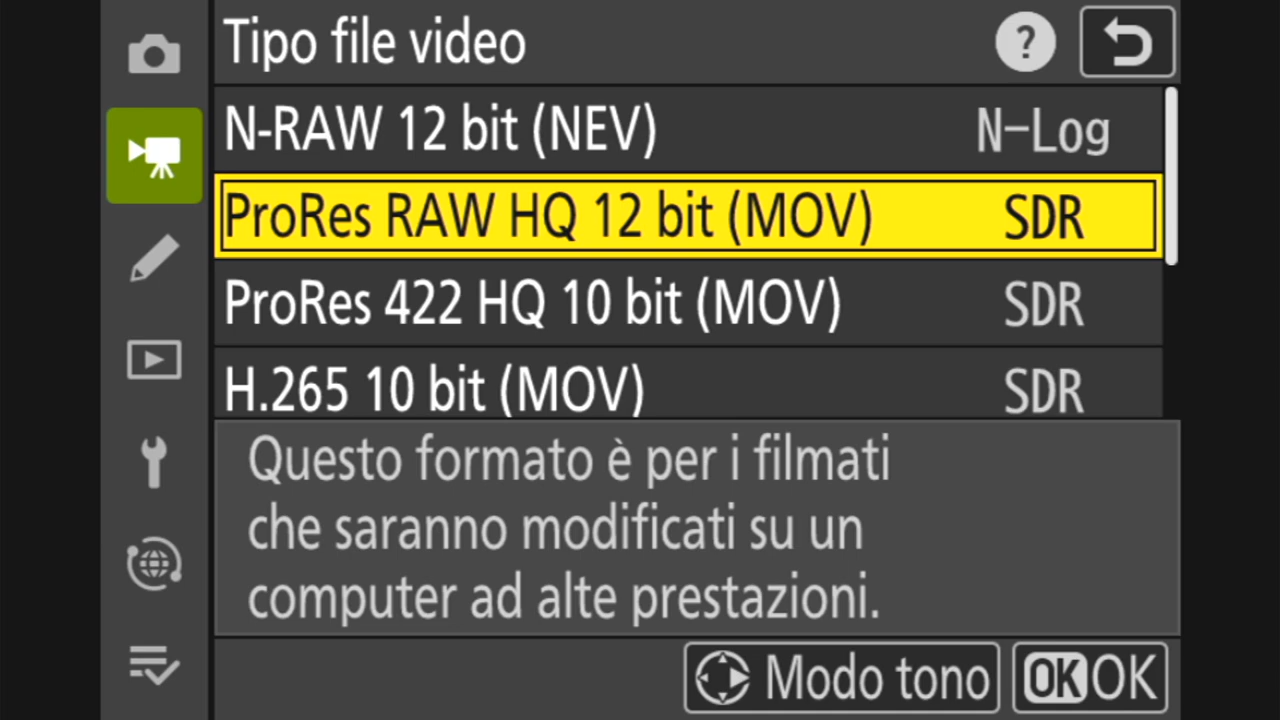 Tipo file video ?
N-RAW 12 bit (NEV) N-Log
ProRes RAW HQ 12 bit (MOV) SDR
ProRes 422 HQ 10 bit (MOV) SDR
H.265 10 bit (MOV) SDR
Questo formato è per i filmati
che saranno modificati su un
computer ad alte prestazioni.
Modo tono OK OK